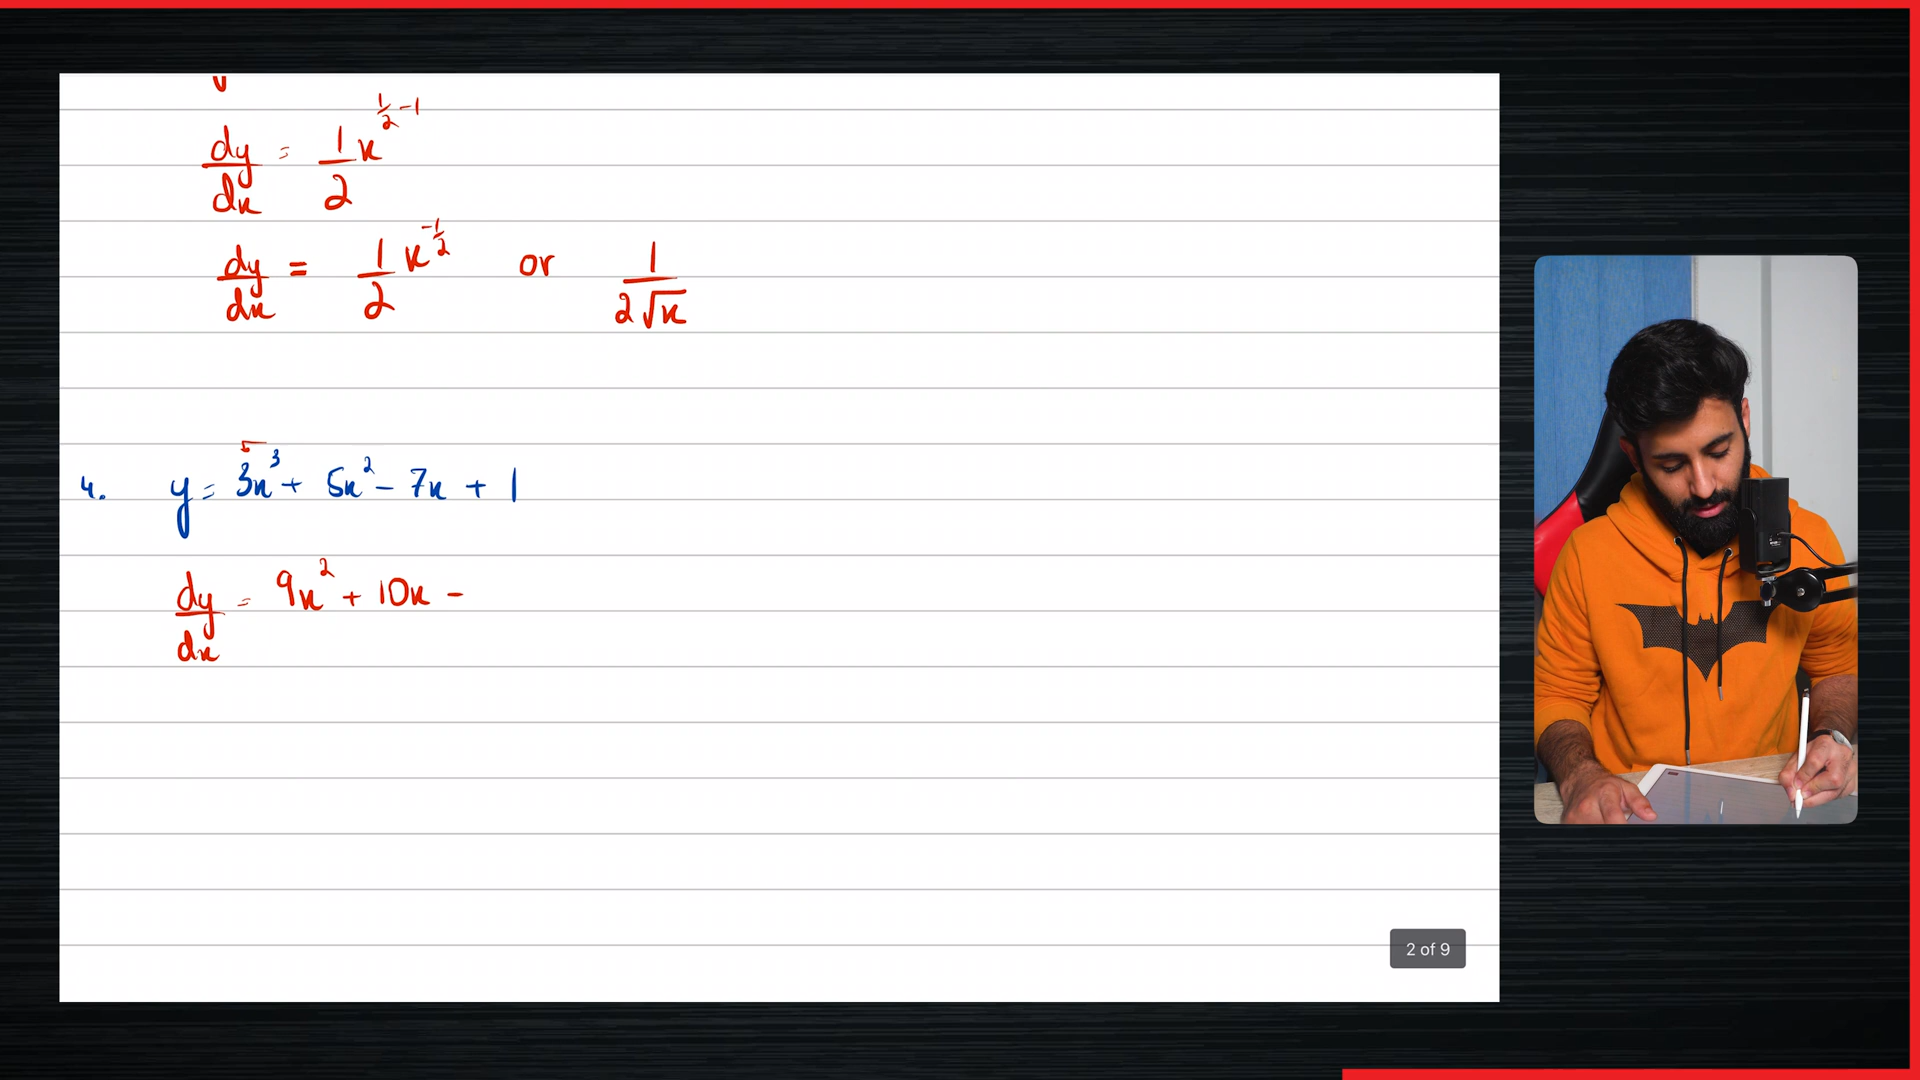 dy/dx = 1/2 x^(1/2 - 1)
dy/dx = 1/2 x^(-1/2) or 1/(2√x)
4. y = 3x³ + 5x² - 7x + 1
dy/dx = 9x² + 10x -
2 of 9